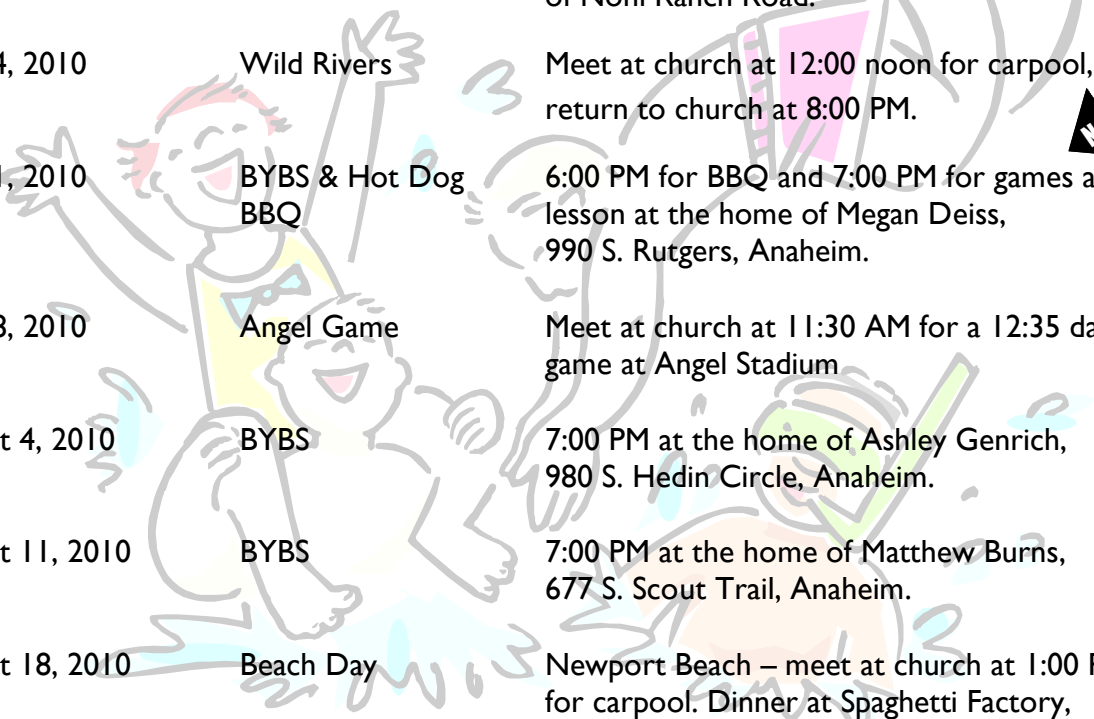 4, 2010 Wild Rivers Meet at church at 12:00 noon for carpool,
return to church at 8:00 PM.
1, 2010 BYBS & Hot Dog 6:00 PM for BBQ and 7:00 PM for games a
BBQ lesson at the home of Megan Deiss,
990 S. Rutgers, Anaheim.
8, 2010 Angel Game Meet at church at 11:30 AM for a 12:35 da
game at Angel Stadium
t 4, 2010 BYBS 7:00 PM at the home of Ashley Genrich,
980 S. Hedin Circle, Anaheim.
t 11, 2010 BYBS 7:00 PM at the home of Matthew Burns,
677 S. Scout Trail, Anaheim.
t 18, 2010 Beach Day Newport Beach – meet at church at 1:00 P
for carpool. Dinner at Spaghetti Factory,